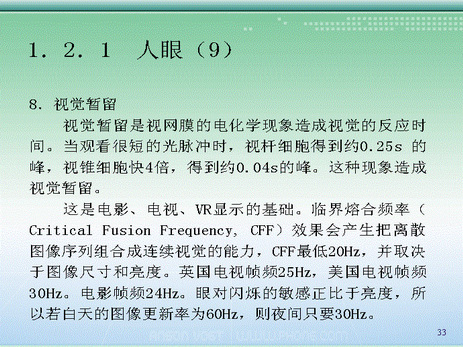 1．2．1　人眼（9）
8．视觉暂留
视觉暂留是视网膜的电化学现象造成视觉的反应时
间。当观看很短的光脉冲时，视杆细胞得到约0.25s 的
峰，视锥细胞快4倍，得到约0.04s的峰。这种现象造成
视觉暂留。
这是电影、电视、VR显示的基础。临界熔合频率（
Critical Fusion Frequency, CFF）效果会产生把离散
图像序列组合成连续视觉的能力，CFF最低20Hz，并取决
于图像尺寸和亮度。英国电视帧频25Hz，美国电视帧频
30Hz。电影帧频24Hz。眼对闪烁的敏感正比于亮度，所
以若白天的图像更新率为60Hz，则夜间只要30Hz。
33